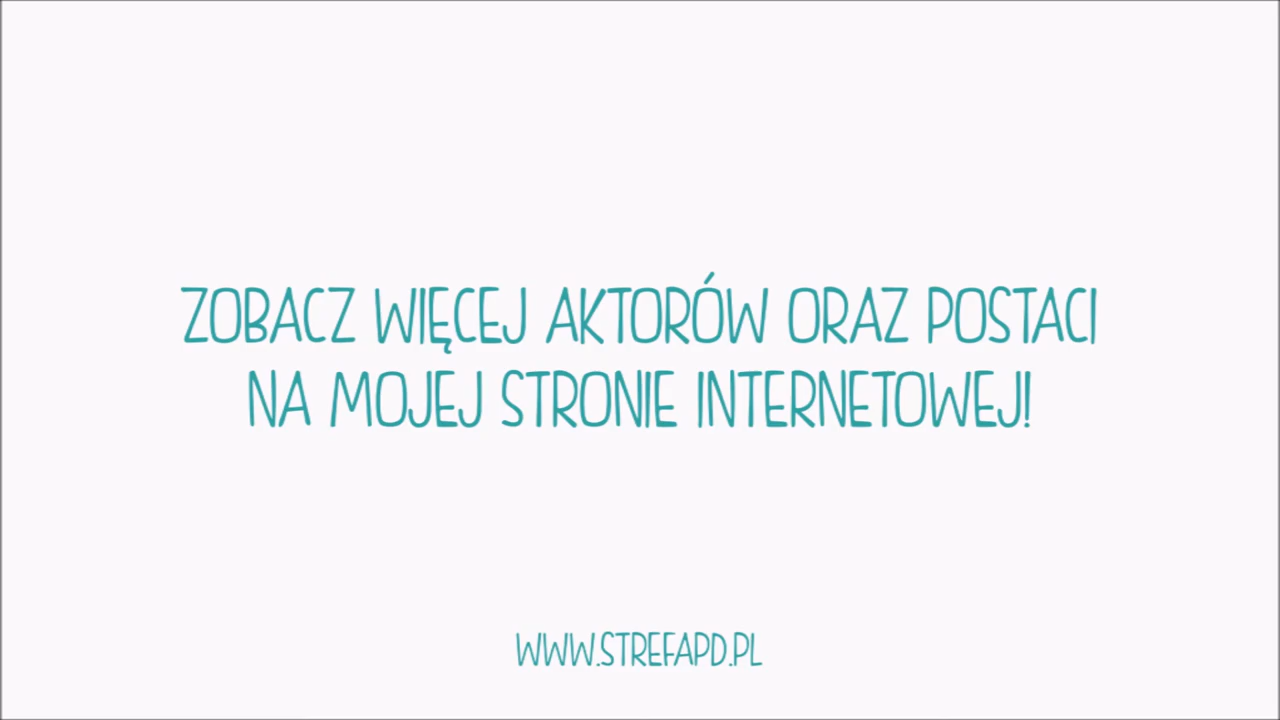 ZOBACZ WIĘCEJ AKTORÓW ORAZ POSTACI
NA MOJEJ STRONIE INTERNETOWEJ!
WWW.STREFAPD.PL